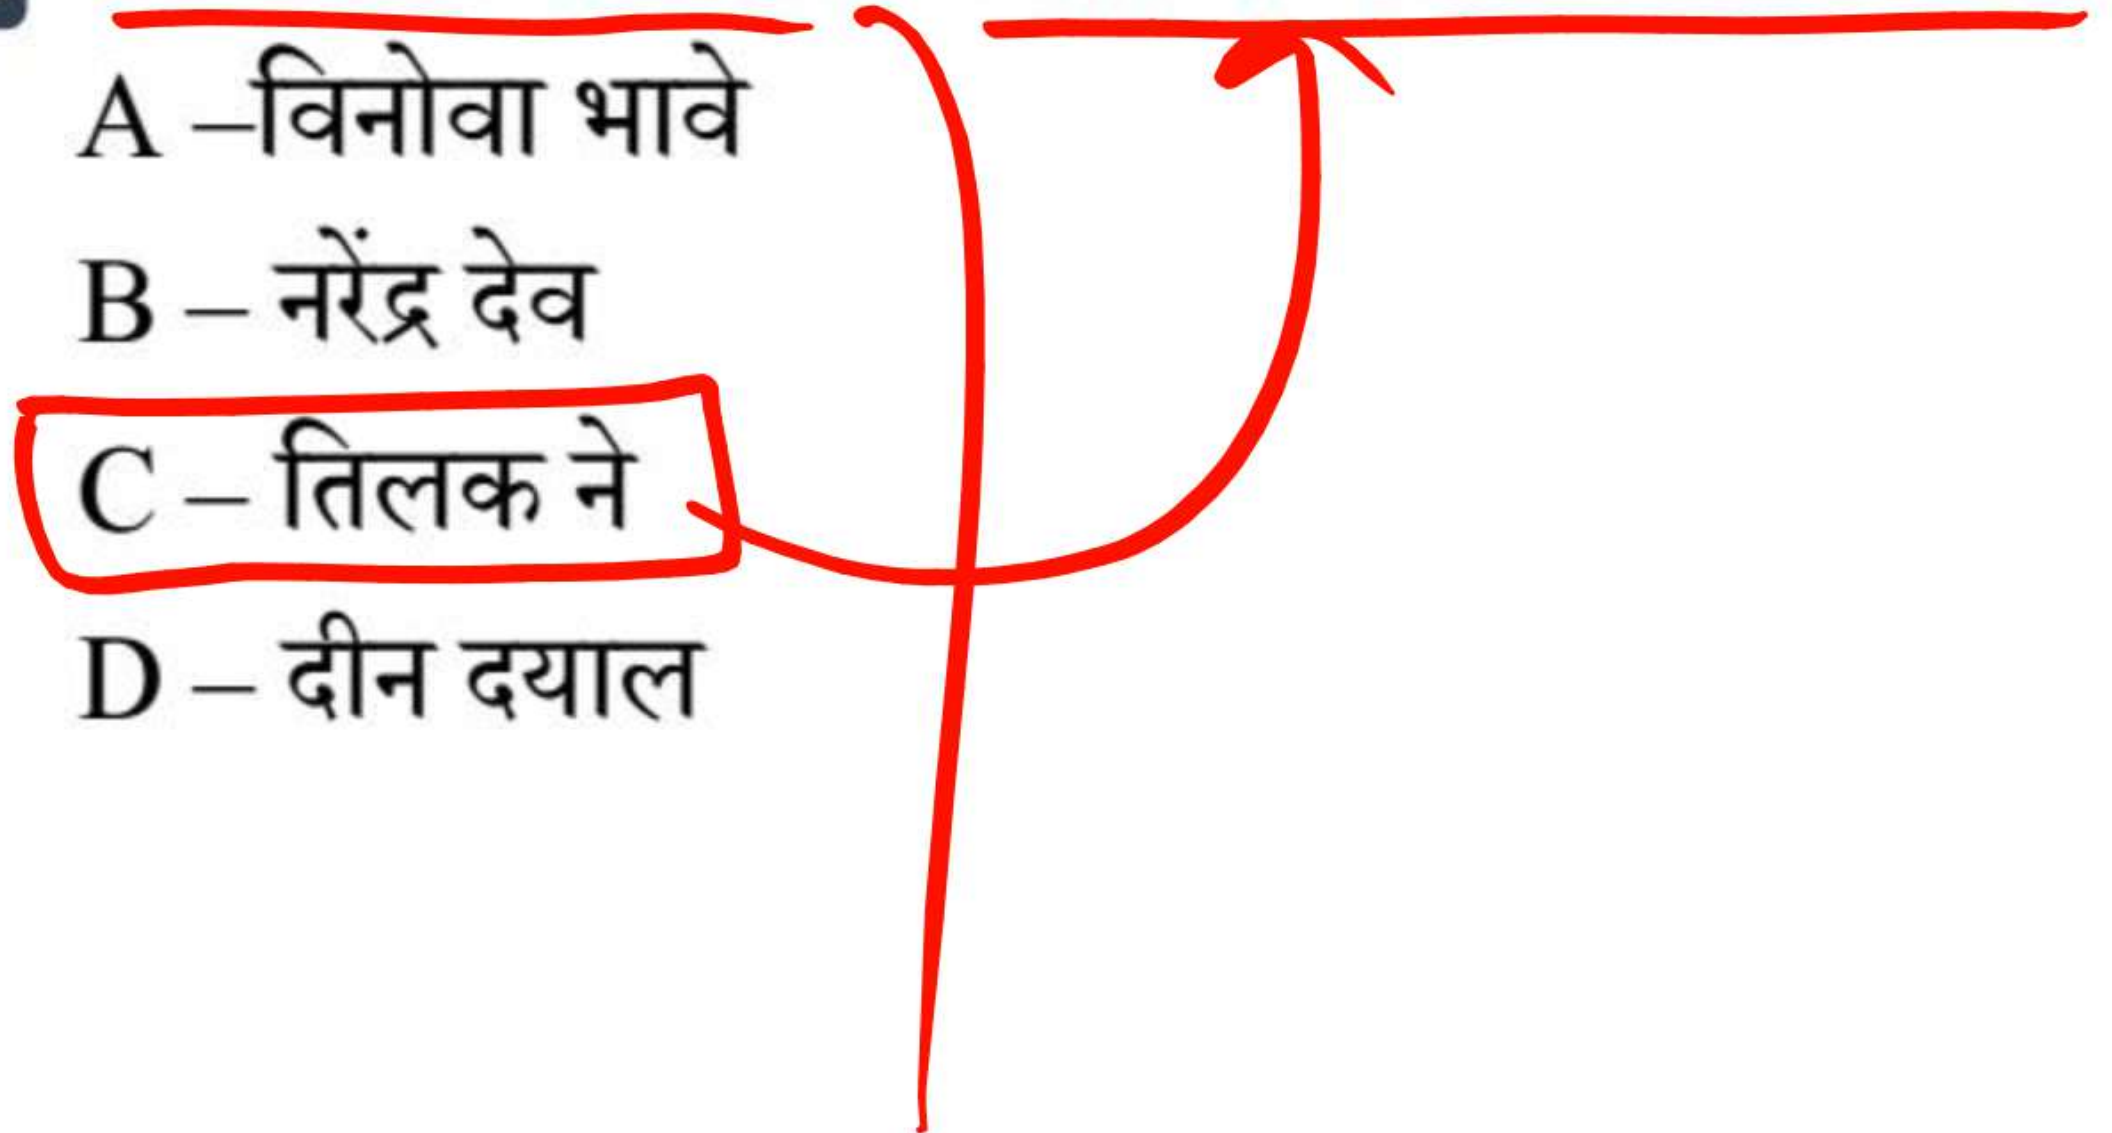 A –विनोवा भावे
B – नरेंद्र देव
C – तिलक ने
D – दीन दयाल